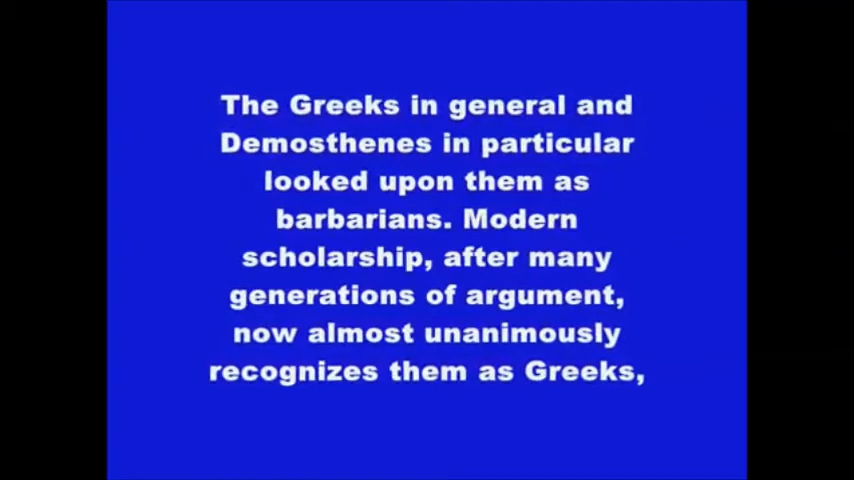 The Greeks in general and
Demosthenes in particular
looked upon them as
barbarians. Modern
scholarship, after many
generations of argument,
now almost unanimously
recognizes them as Greeks,